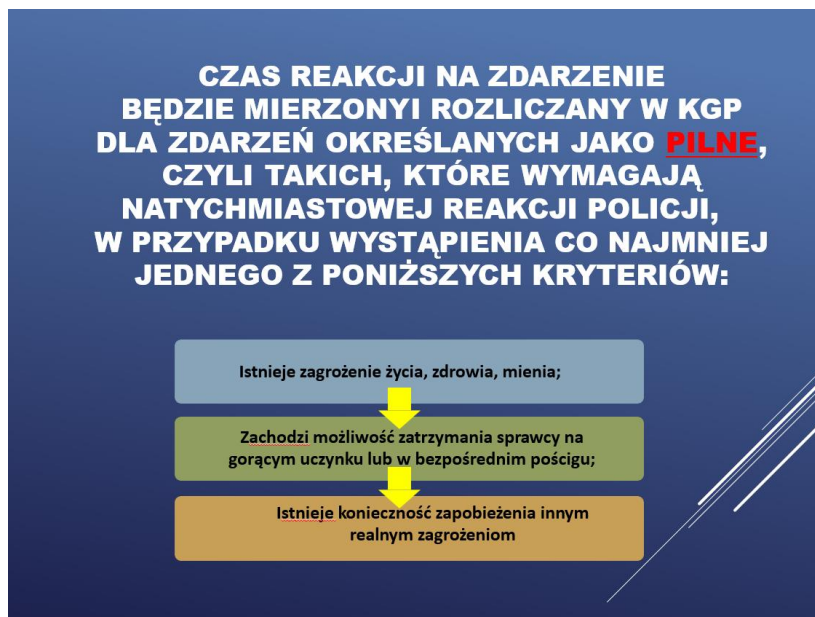 CZAS REAKCJI NA ZDARZENIE
BĘDZIE MIERZONYI ROZLICZANY W KGP
DLA ZDARZEŃ OKREŚLANYCH JAKO PILNE,
CZYLI TAKICH, KTÓRE WYMAGAJĄ
NATYCHMIASTOWEJ REAKCJI POLICJI,
W PRZYPADKU WYSTĄPIENIA CO NAJMNIEJ
JEDNEGO Z PONIŻSZYCH KRYTERIÓW:
Istnieje zagrożenie życia, zdrowia, mienia;
Zachodzi możliwość zatrzymania sprawcy na
gorącym uczynku lub w bezpośrednim pościgu;
Istnieje konieczność zapobieżenia innym
realnym zagrożeniom